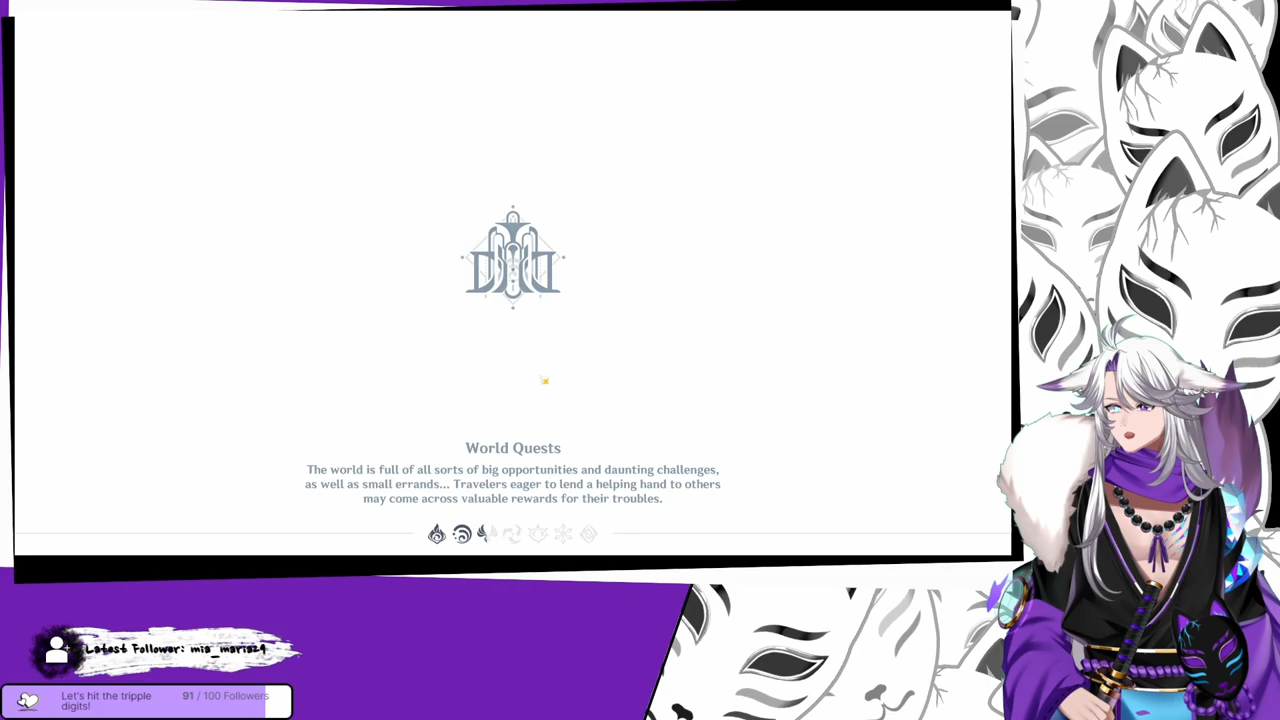 World Quests
The world is full of all sorts of big opportunities and daunting challenges,
as well as small errands... Travelers eager to lend a helping hand to others
may come across valuable rewards for their troubles.
Latest Follower: mia_maria29
Let's hit the tripple
digits!
91 / 100 Followers